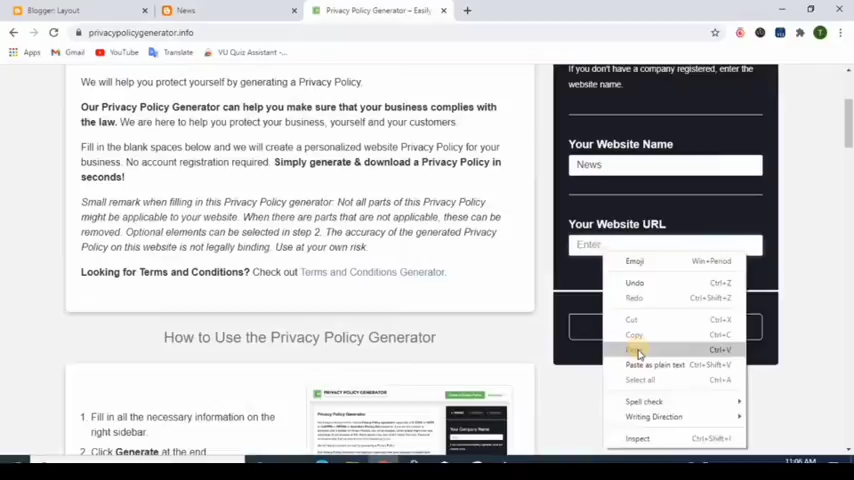 Blogger: Layout
News
Privacy Policy Generator – Easily
privacypolicygenerator.info
T
Apps
Gmail
YouTube
Translate
VU Quiz Assistant -...
We will help you protect yourself by generating a Privacy Policy.
Our Privacy Policy Generator can help you make sure that your business complies with
the law. We are here to help you protect your business, yourself and your customers.
Fill in the blank spaces below and we will create a personalized website Privacy Policy for your
business. No account registration required. Simply generate & download a Privacy Policy in
seconds!
Small remark when filling in this Privacy Policy generator: Not all parts of this Privacy Policy
might be applicable to your website. When there are parts that are not applicable, these can be
removed. Optional elements can be selected in step 2. The accuracy of the generated Privacy
Policy on this website is not legally binding. Use at your own risk.
Looking for Terms and Conditions? Check out Terms and Conditions Generator.
How to Use the Privacy Policy Generator
1. Fill in all the necessary information on the
right sidebar.
2. Click Generate at the end
PRIVACY POLICY GENERATOR
If you don't have a company registered, enter the
website name.
Your Website Name
News
Your Website URL
Enter
Emoji Win+Period
Undo Ctrl+Z
Redo Ctrl+Shift+Z
Cut Ctrl+X
Copy Ctrl+C
Ctrl+V
Paste as plain text Ctrl+Shift+V
Select all Ctrl+A
Spell check
Writing Direction
Inspect Ctrl+Shift+I
11:06 AM